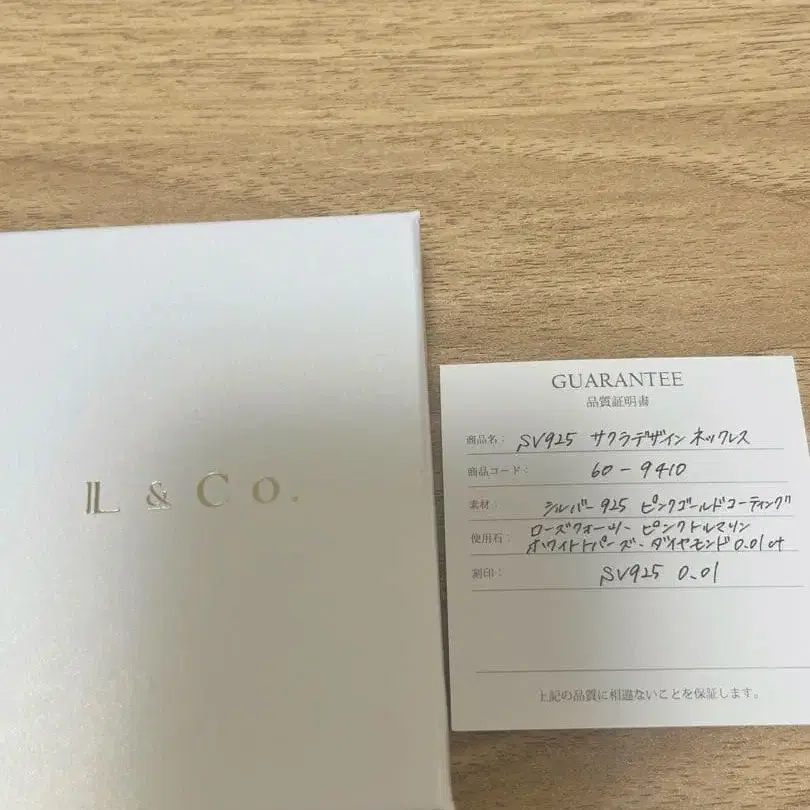 L & Co.
GUARANTEE
品質証明書
商品名: SV925 サクラデザインネックレス
商品コード: 60-9410
素材: シルバー925 ピンクゴールドコーティング
使用石: ローズクォーツ・ピンクトルマリン
ホワイトトパーズ・ダイヤモンド0.01ct
刻印: SV925 0.01
上記の品質に相違ないことを保証します。